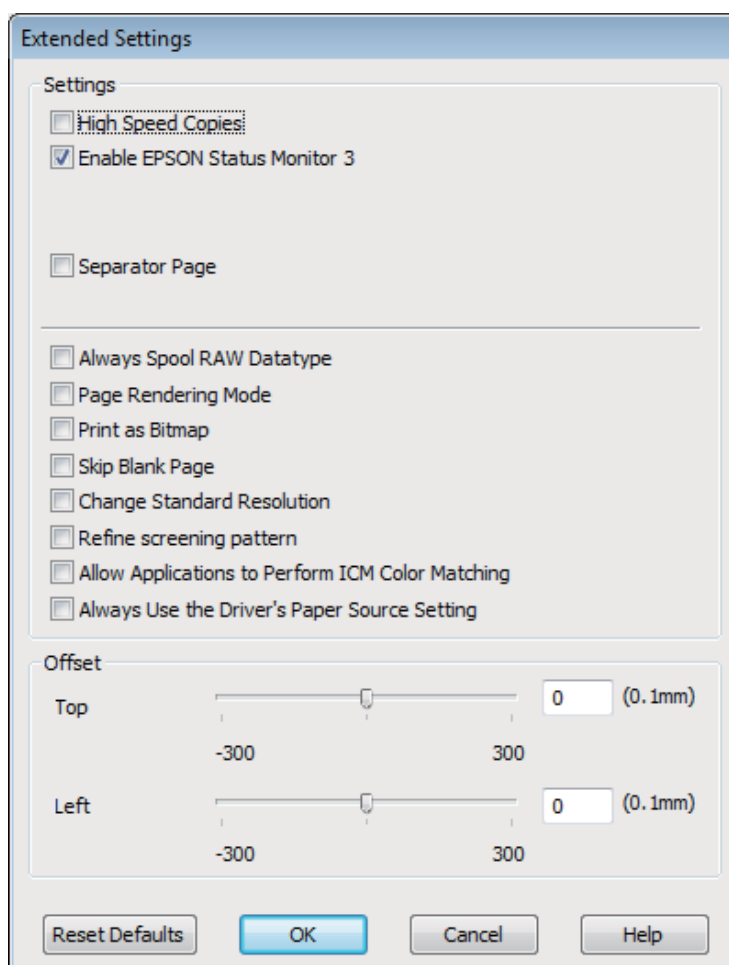 Extended Settings
Settings
High Speed Copies
Enable EPSON Status Monitor 3
Separator Page
Always Spool RAW Datatype
Page Rendering Mode
Print as Bitmap
Skip Blank Page
Change Standard Resolution
Refine screening pattern
Allow Applications to Perform ICM Color Matching
Always Use the Driver's Paper Source Setting
Offset
Top 0 (0.1mm)
-300 300
Left 0 (0.1mm)
-300 300
Reset Defaults OK Cancel Help